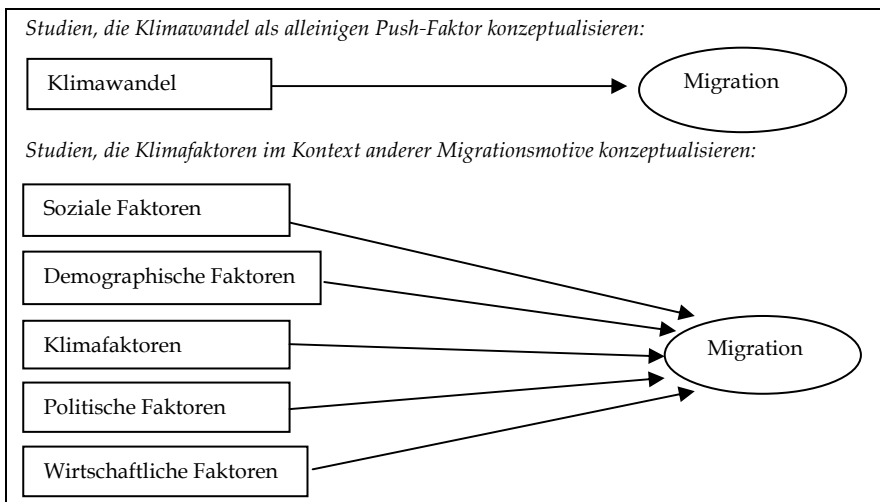 Studien, die Klimawandel als alleinigen Push-Faktor konzeptualisieren:
Klimawandel
Migration
Studien, die Klimafaktoren im Kontext anderer Migrationsmotive konzeptualisieren:
Soziale Faktoren
Demographische Faktoren
Klimafaktoren
Migration
Politische Faktoren
Wirtschaftliche Faktoren